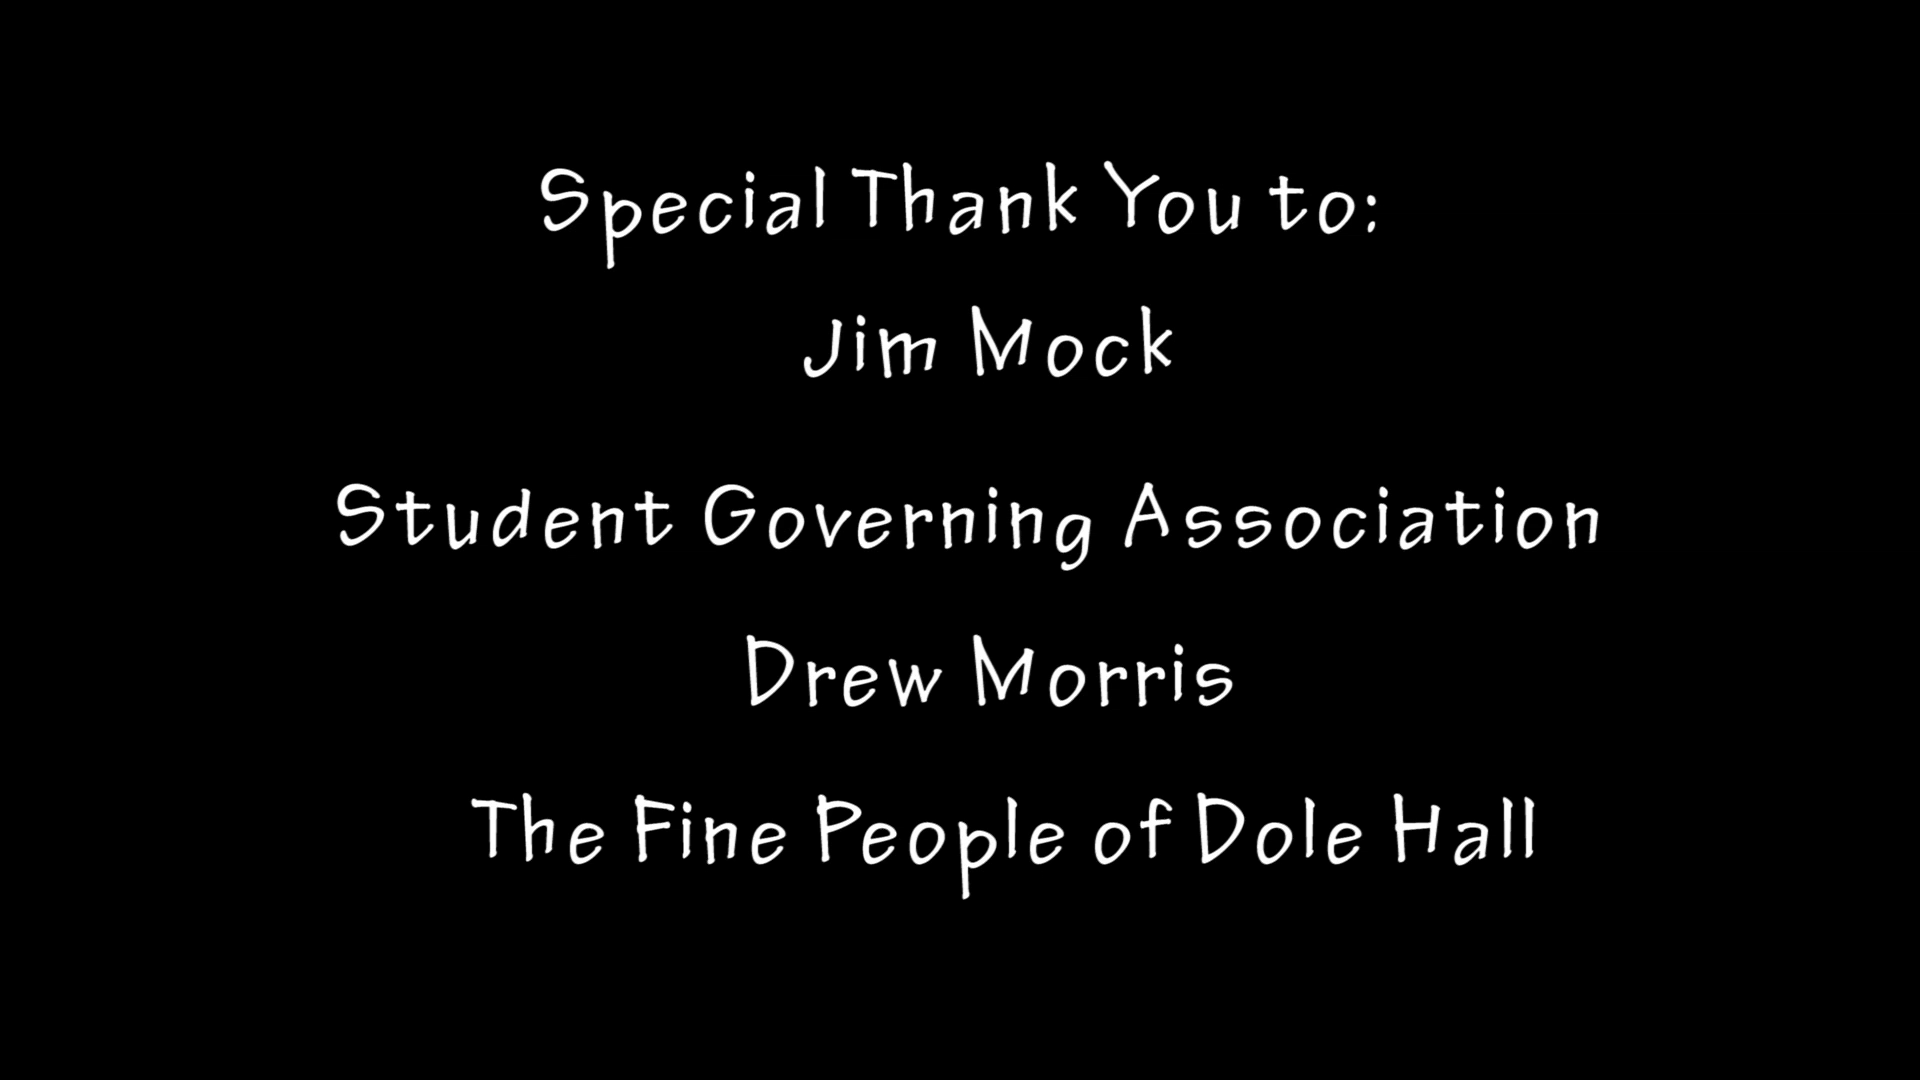 Special Thank You to:
Jim Mock
Student Governing Association
Drew Morris
The Fine People of Dole Hall